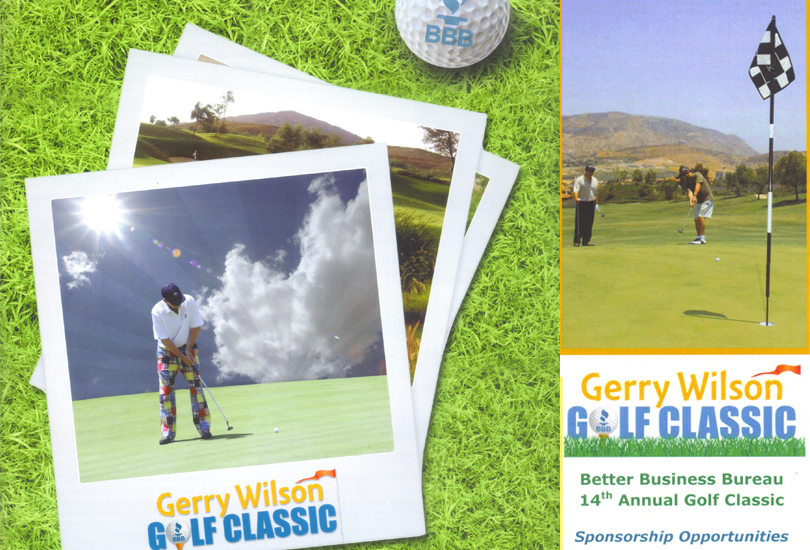 BBB
Gerry Wilson
GOLF CLASSIC
BBB
Gerry Wilson
GOLF CLASSIC
BBB
Better Business Bureau
14th Annual Golf Classic
Sponsorship Opportunities